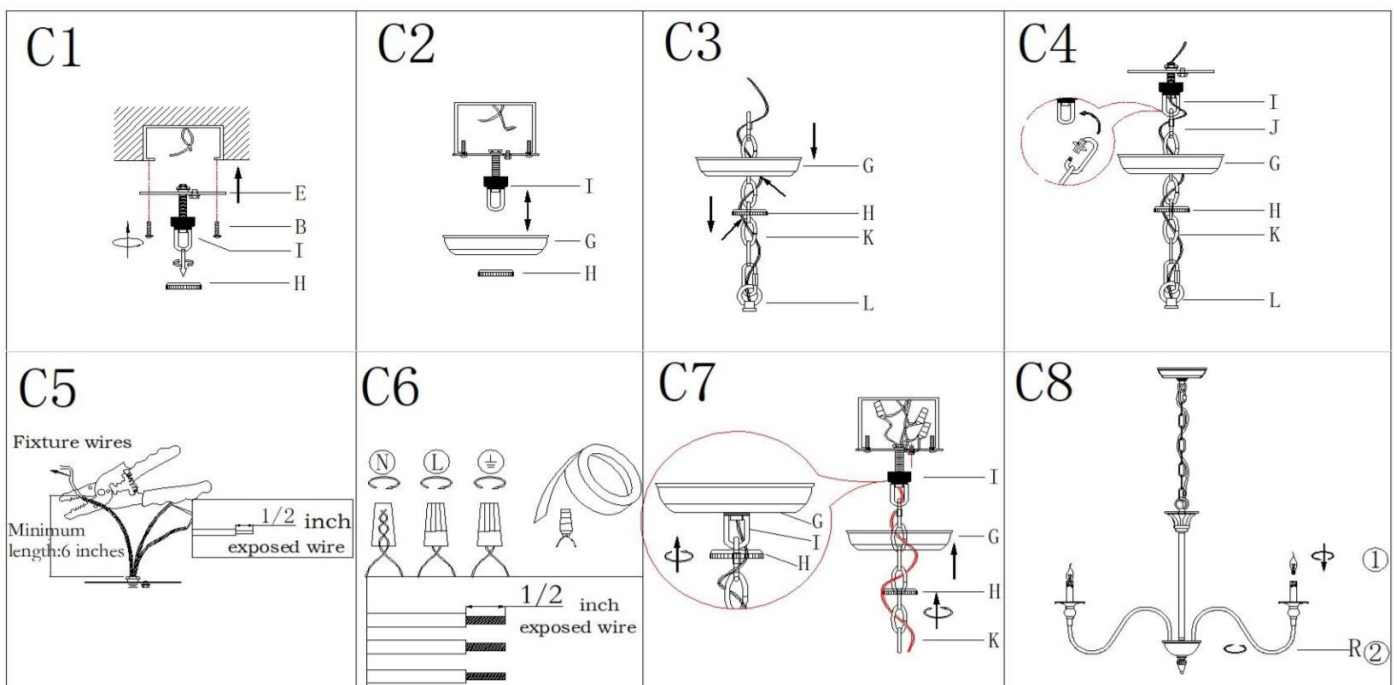 C1
E
B
I
H
C2
I
G
H
C3
G
H
K
L
C4
I
J
G
H
K
L
C5
Fixture wires
Minimum
length:6 inches
1/2 inch
exposed wire
C6
N L
1/2 inch
exposed wire
C7
G
I
H
I
G
H
K
C8
①
R②